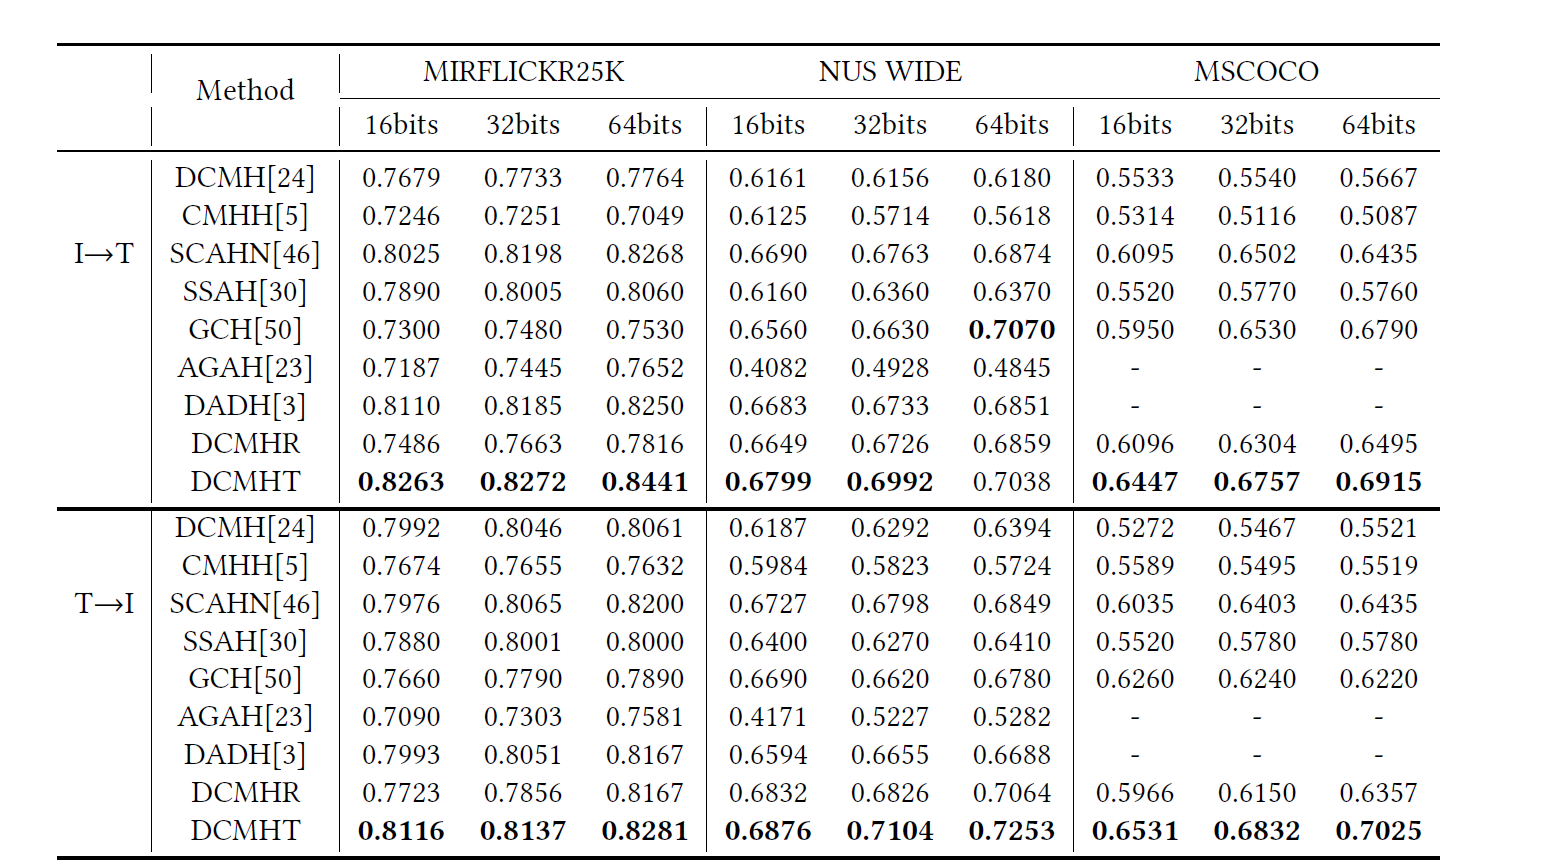 Method MIRFLICKR25K NUS WIDE MSCOCO
16bits 32bits 64bits 16bits 32bits 64bits 16bits 32bits 64bits
DCMH[24] 0.7679 0.7733 0.7764 0.6161 0.6156 0.6180 0.5533 0.5540 0.5667
CMHH[5] 0.7246 0.7251 0.7049 0.6125 0.5714 0.5618 0.5314 0.5116 0.5087
I→T SCAHN[46] 0.8025 0.8198 0.8268 0.6690 0.6763 0.6874 0.6095 0.6502 0.6435
SSAH[30] 0.7890 0.8005 0.8060 0.6160 0.6360 0.6370 0.5520 0.5770 0.5760
GCH[50] 0.7300 0.7480 0.7530 0.6560 0.6630 0.7070 0.5950 0.6530 0.6790
AGAH[23] 0.7187 0.7445 0.7652 0.4082 0.4928 0.4845 - - -
DADH[3] 0.8110 0.8185 0.8250 0.6683 0.6733 0.6851 - - -
DCMHR 0.7486 0.7663 0.7816 0.6649 0.6726 0.6859 0.6096 0.6304 0.6495
DCMHT 0.8263 0.8272 0.8441 0.6799 0.6992 0.7038 0.6447 0.6757 0.6915
DCMH[24] 0.7992 0.8046 0.8061 0.6187 0.6292 0.6394 0.5272 0.5467 0.5521
CMHH[5] 0.7674 0.7655 0.7632 0.5984 0.5823 0.5724 0.5589 0.5495 0.5519
T→I SCAHN[46] 0.7976 0.8065 0.8200 0.6727 0.6798 0.6849 0.6035 0.6403 0.6435
SSAH[30] 0.7880 0.8001 0.8000 0.6400 0.6270 0.6410 0.5520 0.5780 0.5780
GCH[50] 0.7660 0.7790 0.7890 0.6690 0.6620 0.6780 0.6260 0.6240 0.6220
AGAH[23] 0.7090 0.7303 0.7581 0.4171 0.5227 0.5282 - - -
DADH[3] 0.7993 0.8051 0.8167 0.6594 0.6655 0.6688 - - -
DCMHR 0.7723 0.7856 0.8167 0.6832 0.6826 0.7064 0.5966 0.6150 0.6357
DCMHT 0.8116 0.8137 0.8281 0.6876 0.7104 0.7253 0.6531 0.6832 0.7025